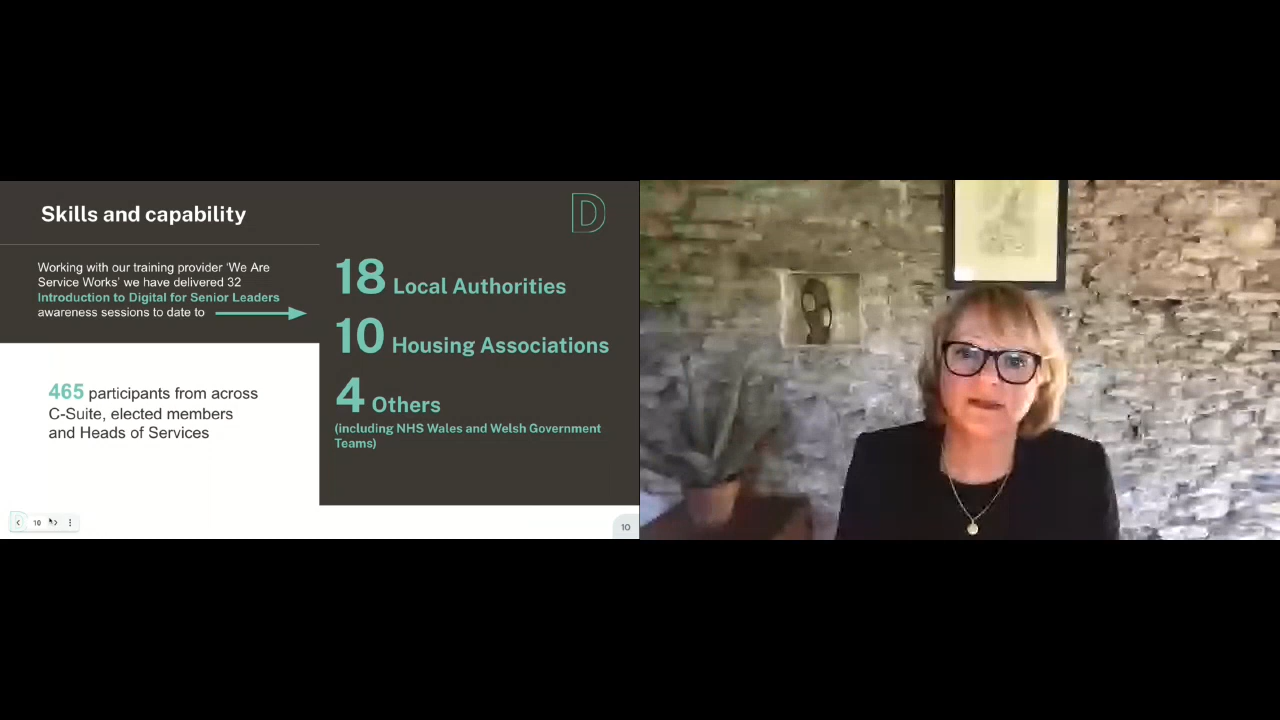 Skills and capability
D
Working with our training provider 'We Are
Service Works' we have delivered 32
Introduction to Digital for Senior Leaders
awareness sessions to date to
18 Local Authorities
10 Housing Associations
4 Others
(including NHS Wales and Welsh Government
Teams)
465 participants from across
C-Suite, elected members
and Heads of Services
10
10